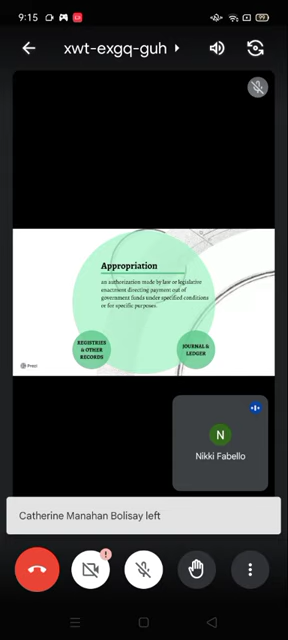 9:15
99
xwt-exgq-guh
Appropriation
an authorization made by law or legislative
enactment directing payment out of
government funds under specified conditions
or for specific purposes.
REGISTRIES
& OTHER
RECORDS
JOURNAL &
LEDGER
Prezi
N
Nikki Fabello
Catherine Manahan Bolisay left